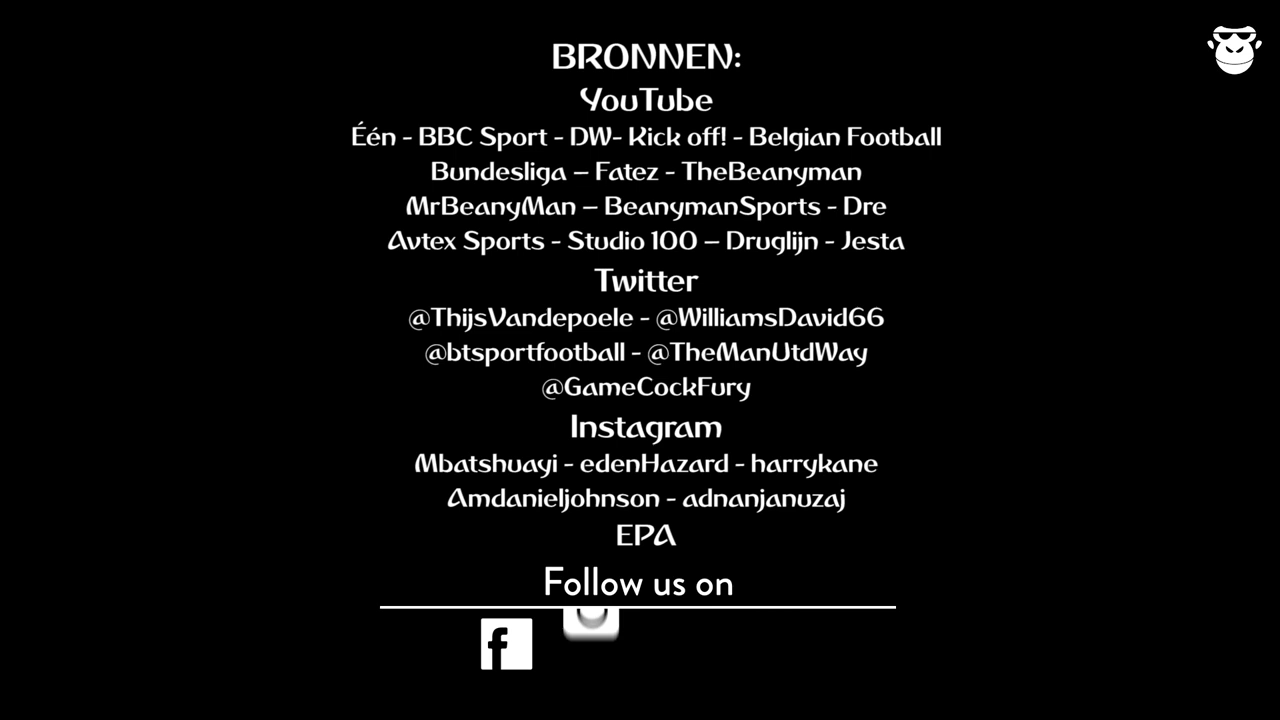 BRONNEN:
YouTube
Één - BBC Sport - DW- Kick off! - Belgian Football
Bundesliga – Fatez - TheBeanyman
MrBeanyMan – BeanymanSports - Dre
Avtex Sports - Studio 100 – Druglijn - Jesta
Twitter
@ThijsVandepoele - @WilliamsDavid66
@btsportfootball - @TheManUtdWay
@GameCockFury
Instagram
Mbatshuayi - edenHazard - harrykane
Amdanieljohnson - adnanjanuzaj
EPA
Follow us on
f